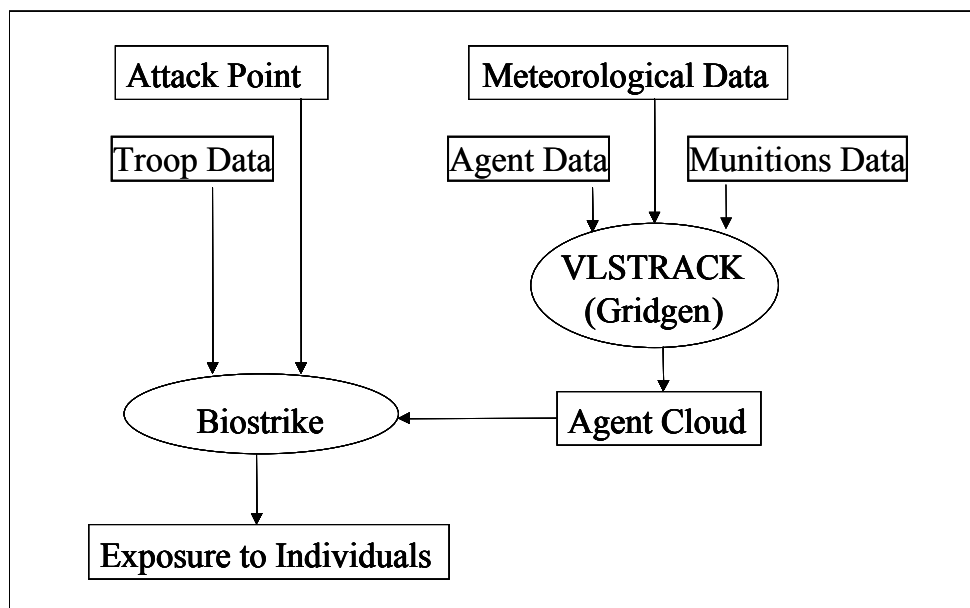 Attack Point
Meteorological Data
Troop Data
Agent Data
Munitions Data
VLSTRACK
(Gridgen)
Biostrike
Agent Cloud
Exposure to Individuals